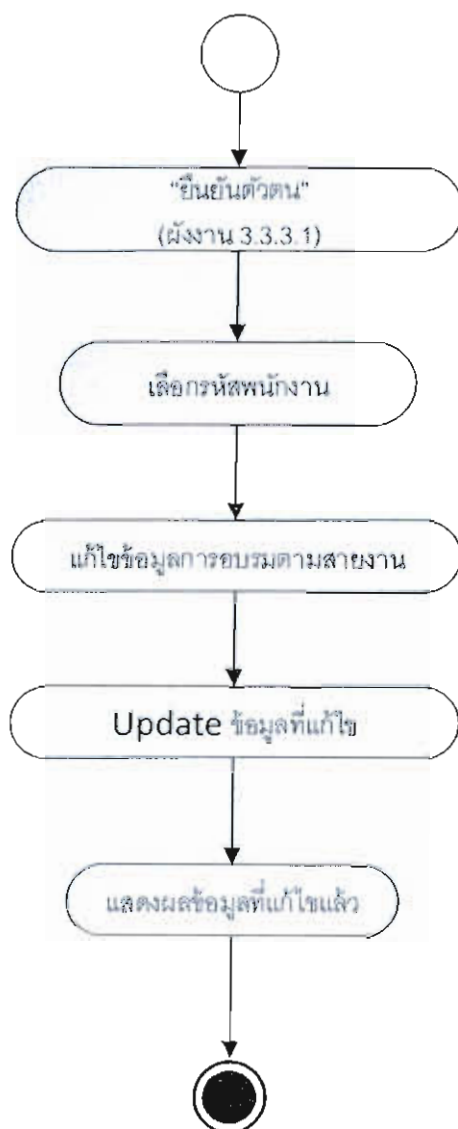 "ยืนยันตัวตน"
(ผังงาน 3.3.3.1)
เลือกรหัสพนักงาน
แก้ไขข้อมูลการอบรมตามสายงาน
Update ข้อมูลที่แก้ไข
แสดงผลข้อมูลที่แก้ไขแล้ว